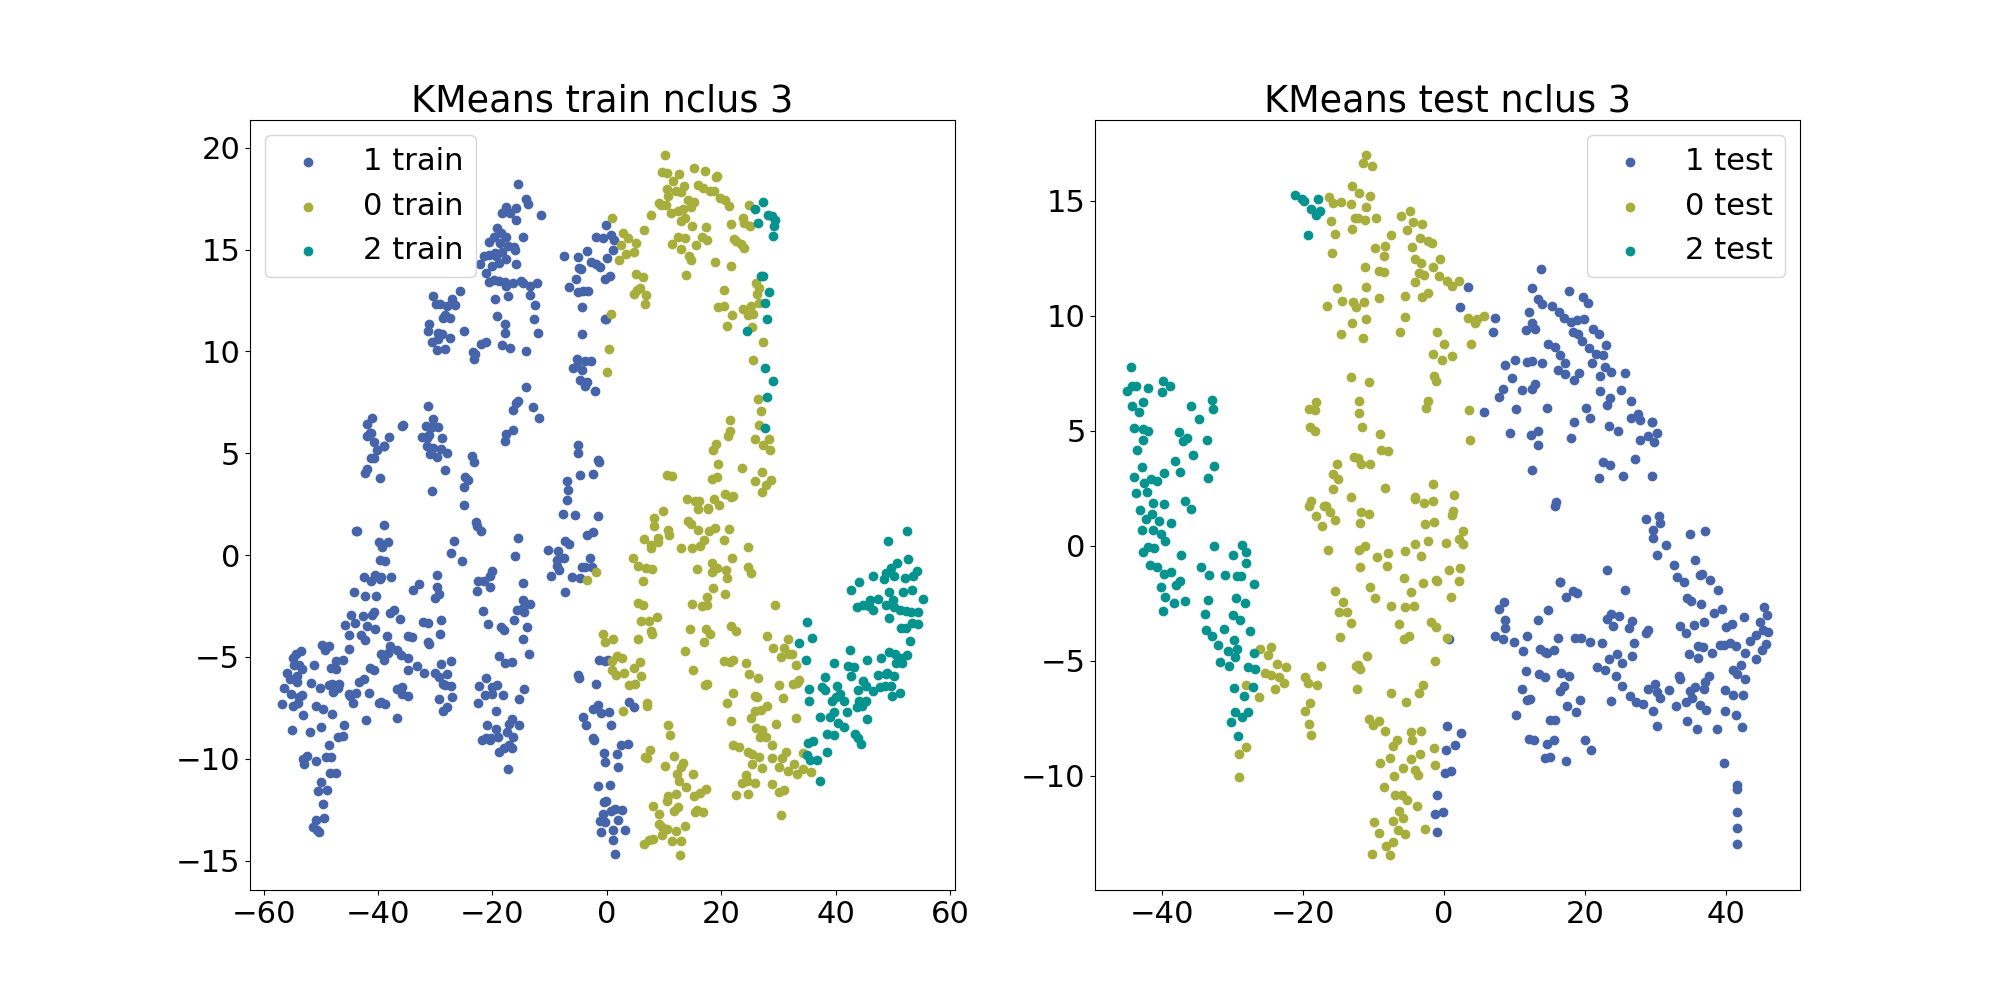 KMeans train nclus 3
1 train
0 train
2 train
20
15
10
5
0
−5
−10
−15
−60 −40 −20 0 20 40 60
KMeans test nclus 3
1 test
0 test
2 test
15
10
5
0
−5
−10
−40 −20 0 20 40